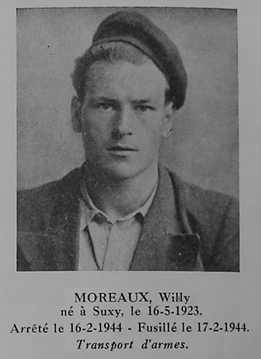 MOREAUX, Willy
né à Suxy, le 16-5-1923.
Arrêté le 16-2-1944 - Fusillé le 17-2-1944.
Transport d'armes.